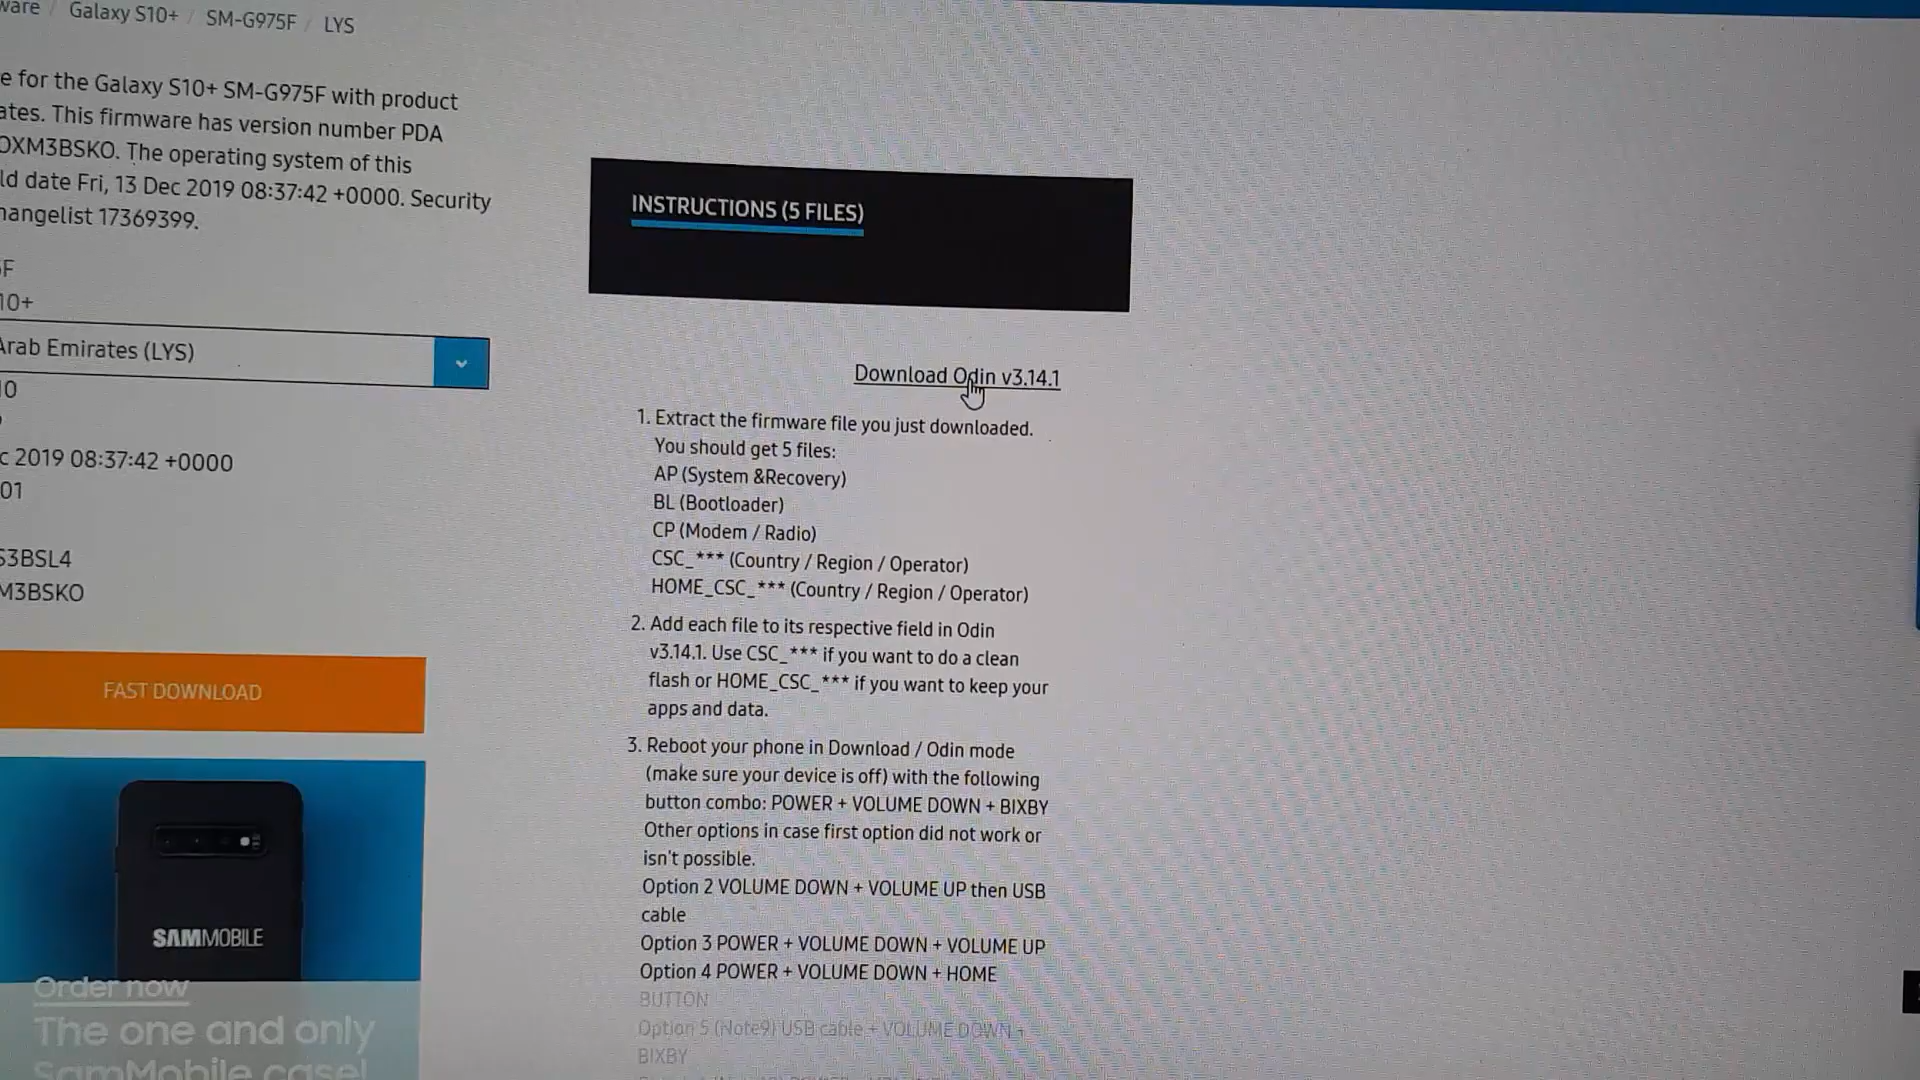 Galaxy S10+ / SM-G975F / LYS
e for the Galaxy S10+ SM-G975F with product
ates. This firmware has version number PDA
OXM3BSKO. The operating system of this
ld date Fri, 13 Dec 2019 08:37:42 +0000. Security
hangelist 17369399.
F
10+
Arab Emirates (LYS)
10
c 2019 08:37:42 +0000
01
S3BSL4
M3BSKO
FAST DOWNLOAD
SAMMOBILE
Order now
The one and only
SamMobile case!
INSTRUCTIONS (5 FILES)
Download Odin v3.14.1
1. Extract the firmware file you just downloaded.
You should get 5 files:
AP (System &Recovery)
BL (Bootloader)
CP (Modem / Radio)
CSC_*** (Country / Region / Operator)
HOME_CSC_*** (Country / Region / Operator)
2. Add each file to its respective field in Odin
v3.14.1. Use CSC_*** if you want to do a clean
flash or HOME_CSC_*** if you want to keep your
apps and data.
3. Reboot your phone in Download / Odin mode
(make sure your device is off) with the following
button combo: POWER + VOLUME DOWN + BIXBY
Other options in case first option did not work or
isn't possible.
Option 2 VOLUME DOWN + VOLUME UP then USB
cable
Option 3 POWER + VOLUME DOWN + VOLUME UP
Option 4 POWER + VOLUME DOWN + HOME
BUTTON
Option 5 (Note9) USB cable + VOLUME DOWN +
BIXBY